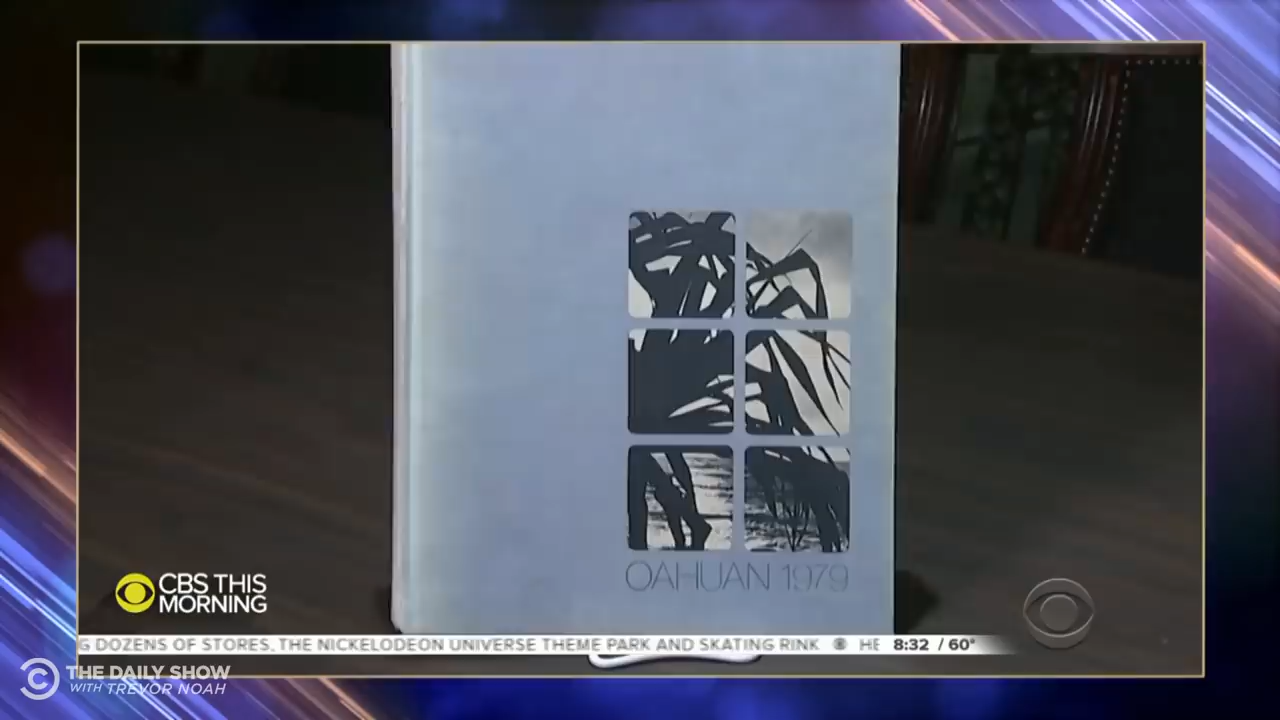 OAHUAN 1979
CBS THIS
MORNING
G DOZENS OF STORES, THE NICKELODEON UNIVERSE THEME PARK AND SKATING RINK HE 8:32 / 60°
THE DAILY SHOW
WITH TREVOR NOAH